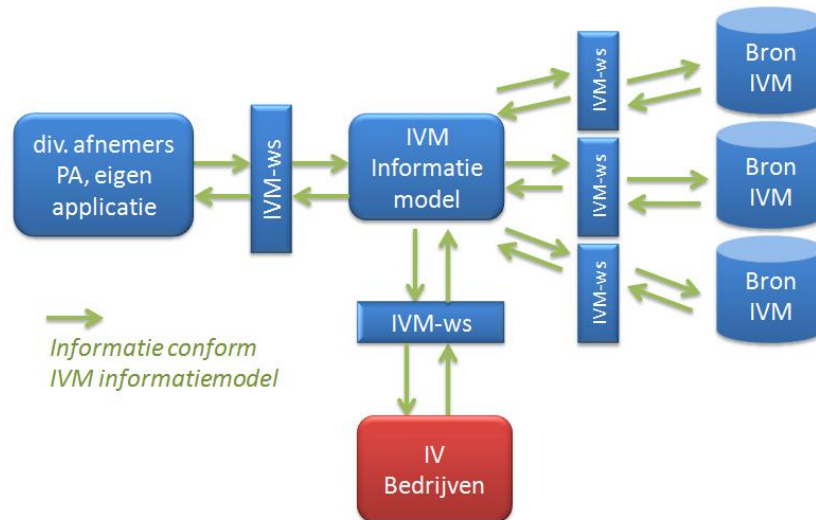 div. afnemers
PA, eigen
applicatie
IVM-ws
IVM
Informatie
model
IVM-ws
Bron
IVM
IVM-ws
Bron
IVM
IVM-ws
Bron
IVM
IVM-ws
IV
Bedrijven
Informatie conform
IVM informatiemodel